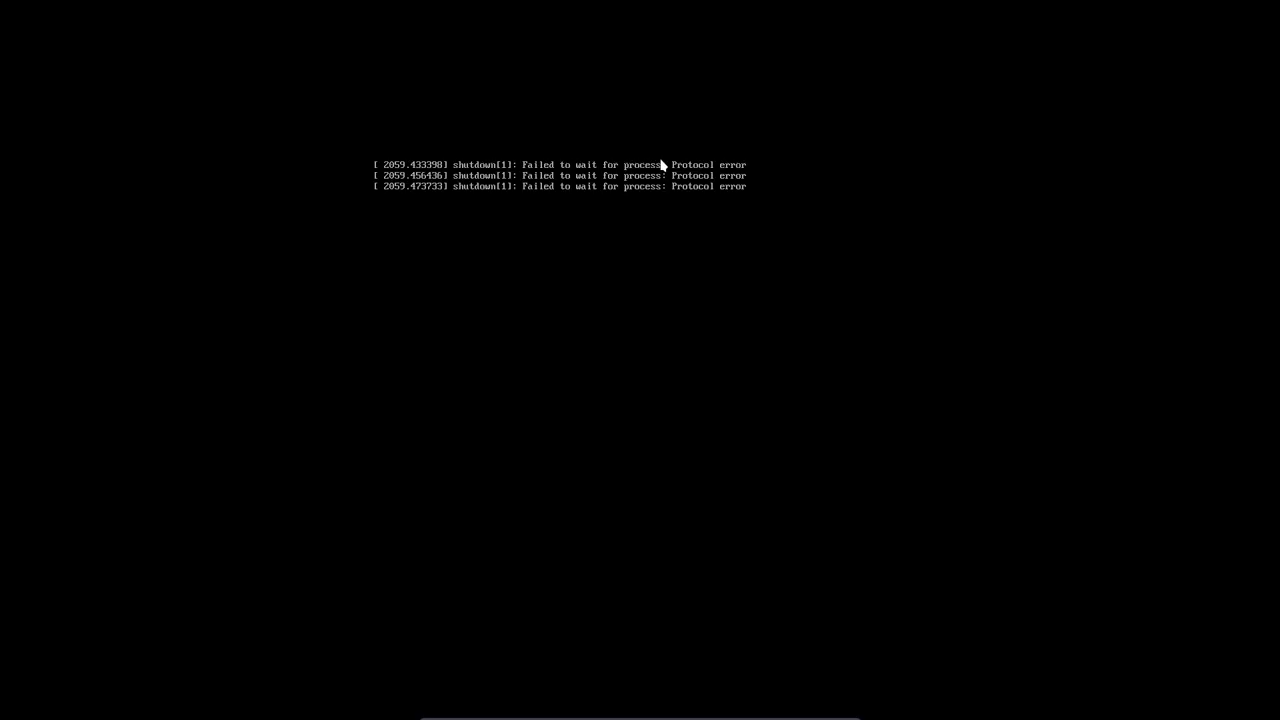 [ 2059.433398] shutdown[1]: Failed to wait for process: Protocol error
[ 2059.456436] shutdown[1]: Failed to wait for process: Protocol error
[ 2059.473733] shutdown[1]: Failed to wait for process: Protocol error